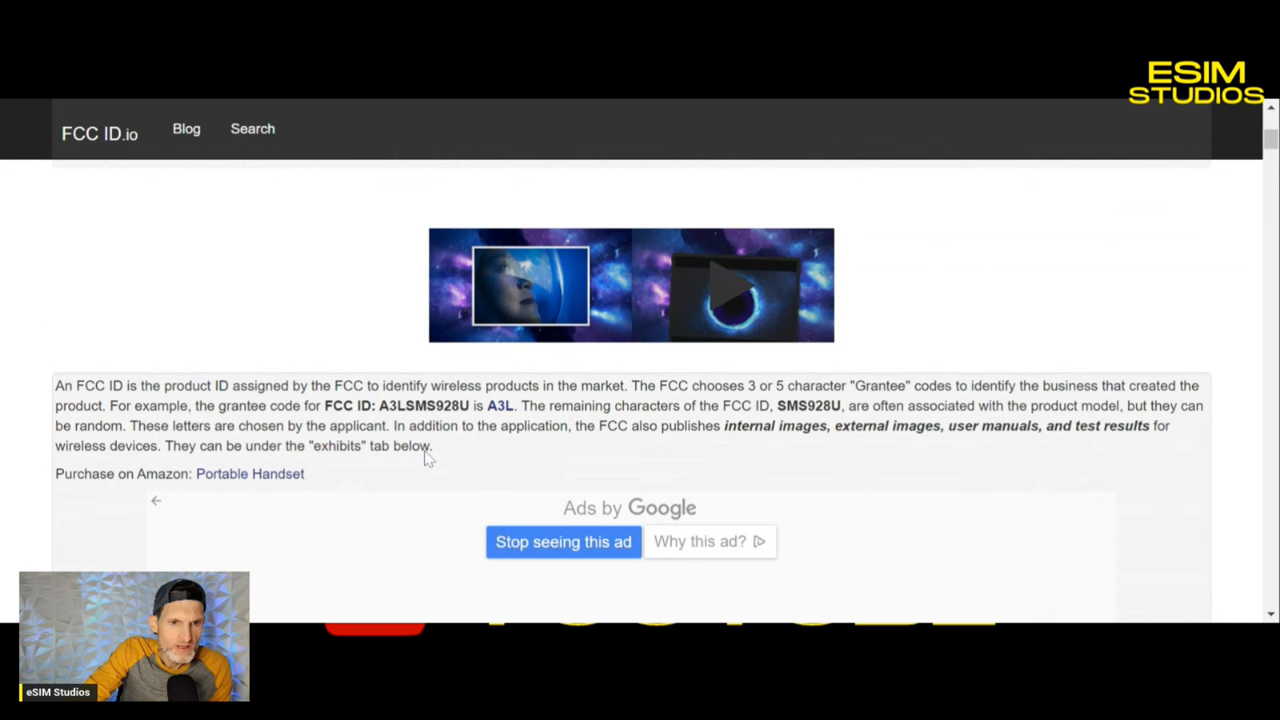 ESIM
STUDIOS
FCC ID.io
Blog
Search
An FCC ID is the product ID assigned by the FCC to identify wireless products in the market. The FCC chooses 3 or 5 character "Grantee" codes to identify the business that created the
product. For example, the grantee code for FCC ID: A3LSMS928U is A3L. The remaining characters of the FCC ID, SMS928U, are often associated with the product model, but they can
be random. These letters are chosen by the applicant. In addition to the application, the FCC also publishes internal images, external images, user manuals, and test results for
wireless devices. They can be under the "exhibits" tab below.
Purchase on Amazon: Portable Handset
Ads by Google
Stop seeing this ad
Why this ad?
eSIM Studios